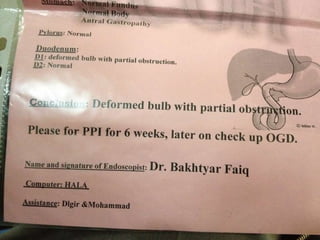 Stomach: Normal Fundus
Normal Body
Antral Gastropathy
Pylorus: Normal
Duodenum:
D1: deformed bulb with partial obstruction.
D2: Normal
Conclusion: Deformed bulb with partial obstruction.
Please for PPI for 6 weeks, later on check up OGD.
Name and signature of Endoscopist: Dr. Bakhtyar Faiq
Computer: HALA
Assistance: Dlgir &Mohammad